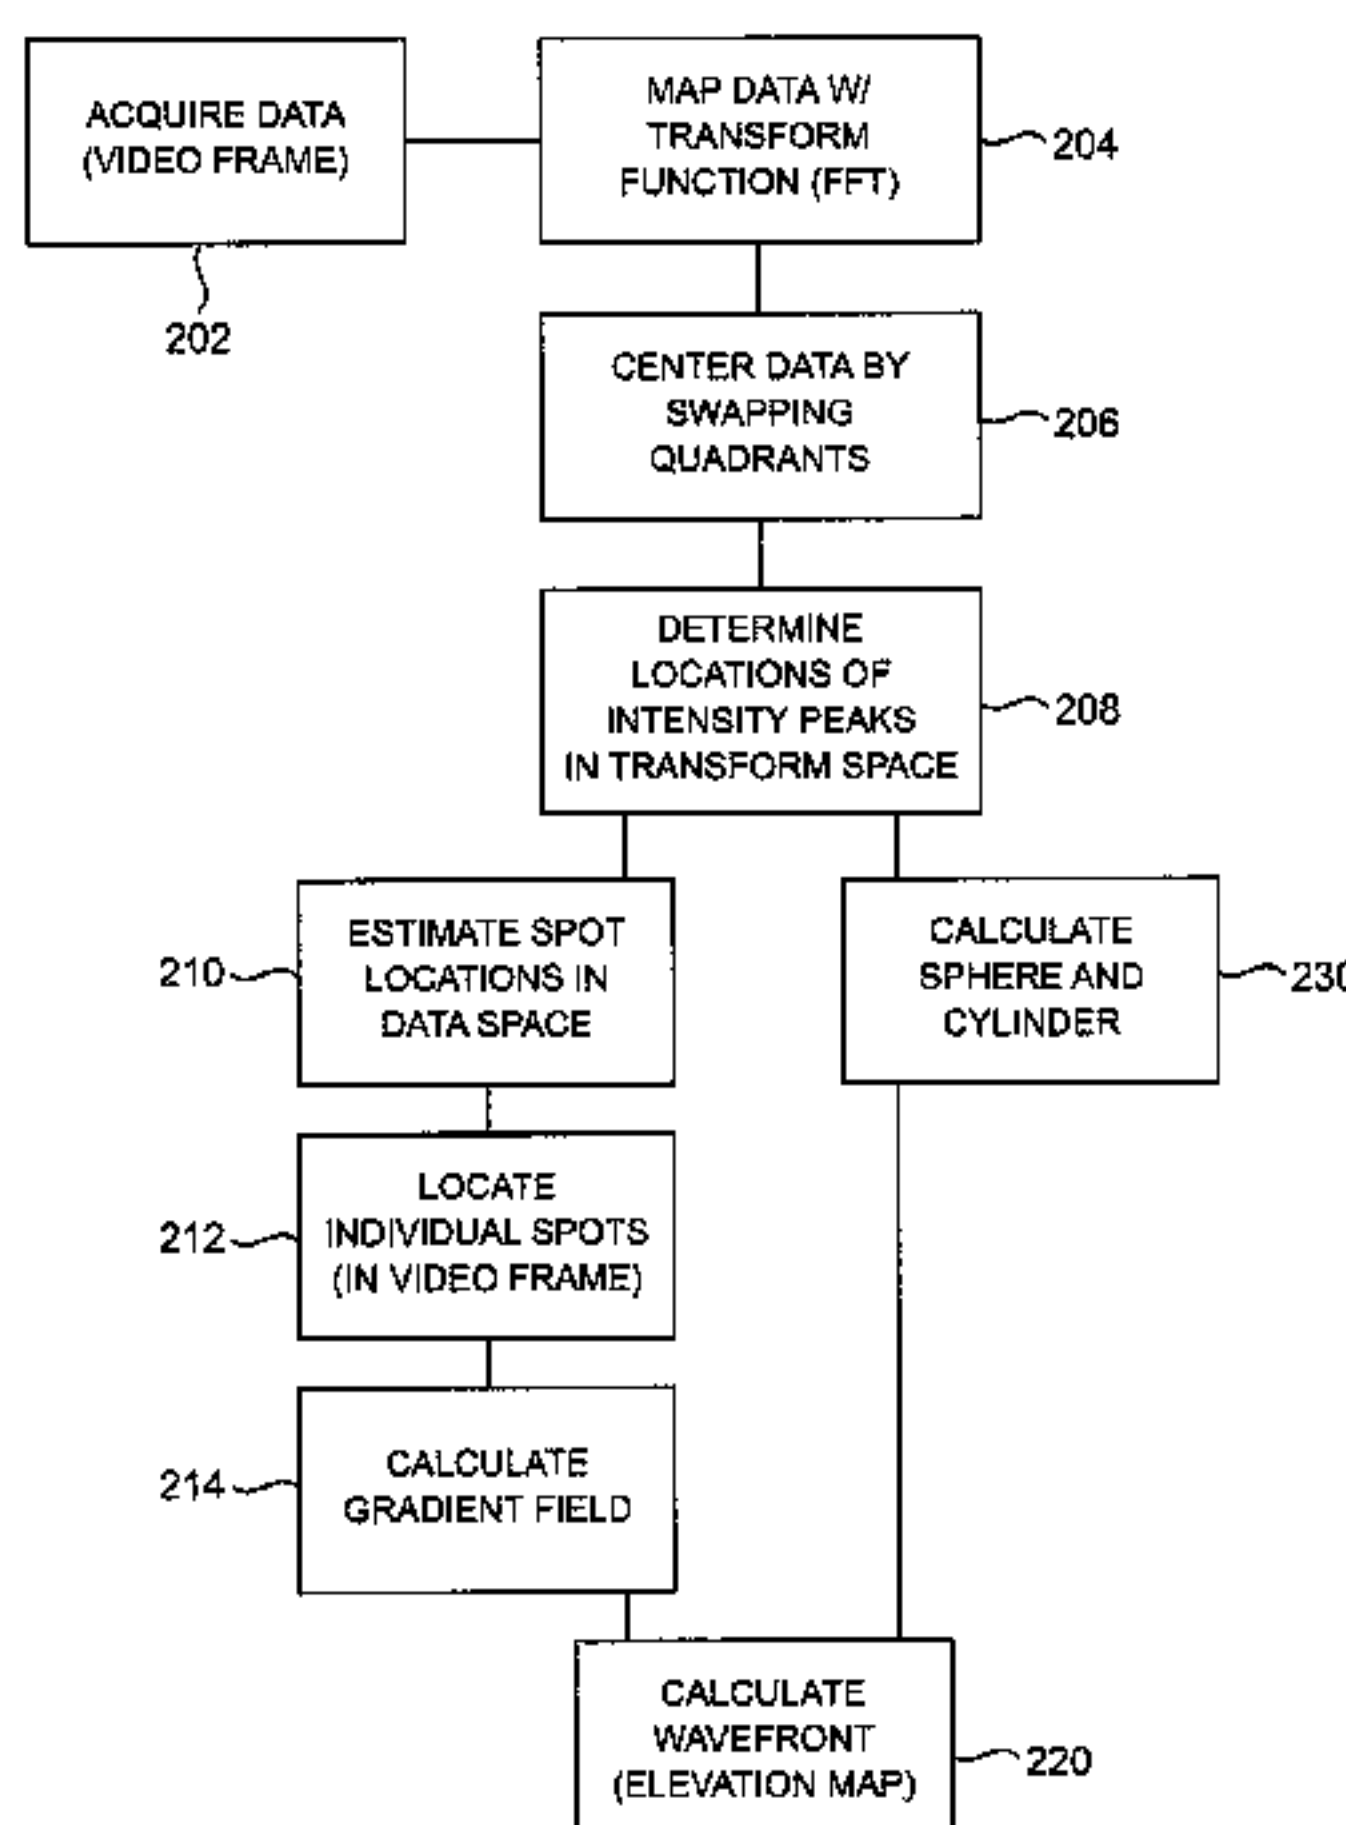 ACQUIRE DATA
(VIDEO FRAME)
202
MAP DATA W/
TRANSFORM
FUNCTION (FFT)
204
CENTER DATA BY
SWAPPING
QUADRANTS
206
DETERMINE
LOCATIONS OF
INTENSITY PEAKS
IN TRANSFORM SPACE
208
ESTIMATE SPOT
LOCATIONS IN
DATA SPACE
210
CALCULATE
SPHERE AND
CYLINDER
230
LOCATE
INDIVIDUAL SPOTS
(IN VIDEO FRAME)
212
CALCULATE
GRADIENT FIELD
214
CALCULATE
WAVEFRONT
(ELEVATION MAP)
220